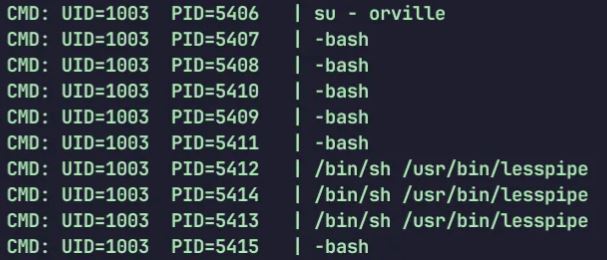 CMD: UID=1003  PID=5406   | su - orville
CMD: UID=1003  PID=5407   | -bash
CMD: UID=1003  PID=5408   | -bash
CMD: UID=1003  PID=5410   | -bash
CMD: UID=1003  PID=5409   | -bash
CMD: UID=1003  PID=5411   | -bash
CMD: UID=1003  PID=5412   | /bin/sh /usr/bin/lesspipe
CMD: UID=1003  PID=5414   | /bin/sh /usr/bin/lesspipe
CMD: UID=1003  PID=5413   | /bin/sh /usr/bin/lesspipe
CMD: UID=1003  PID=5415   | -bash